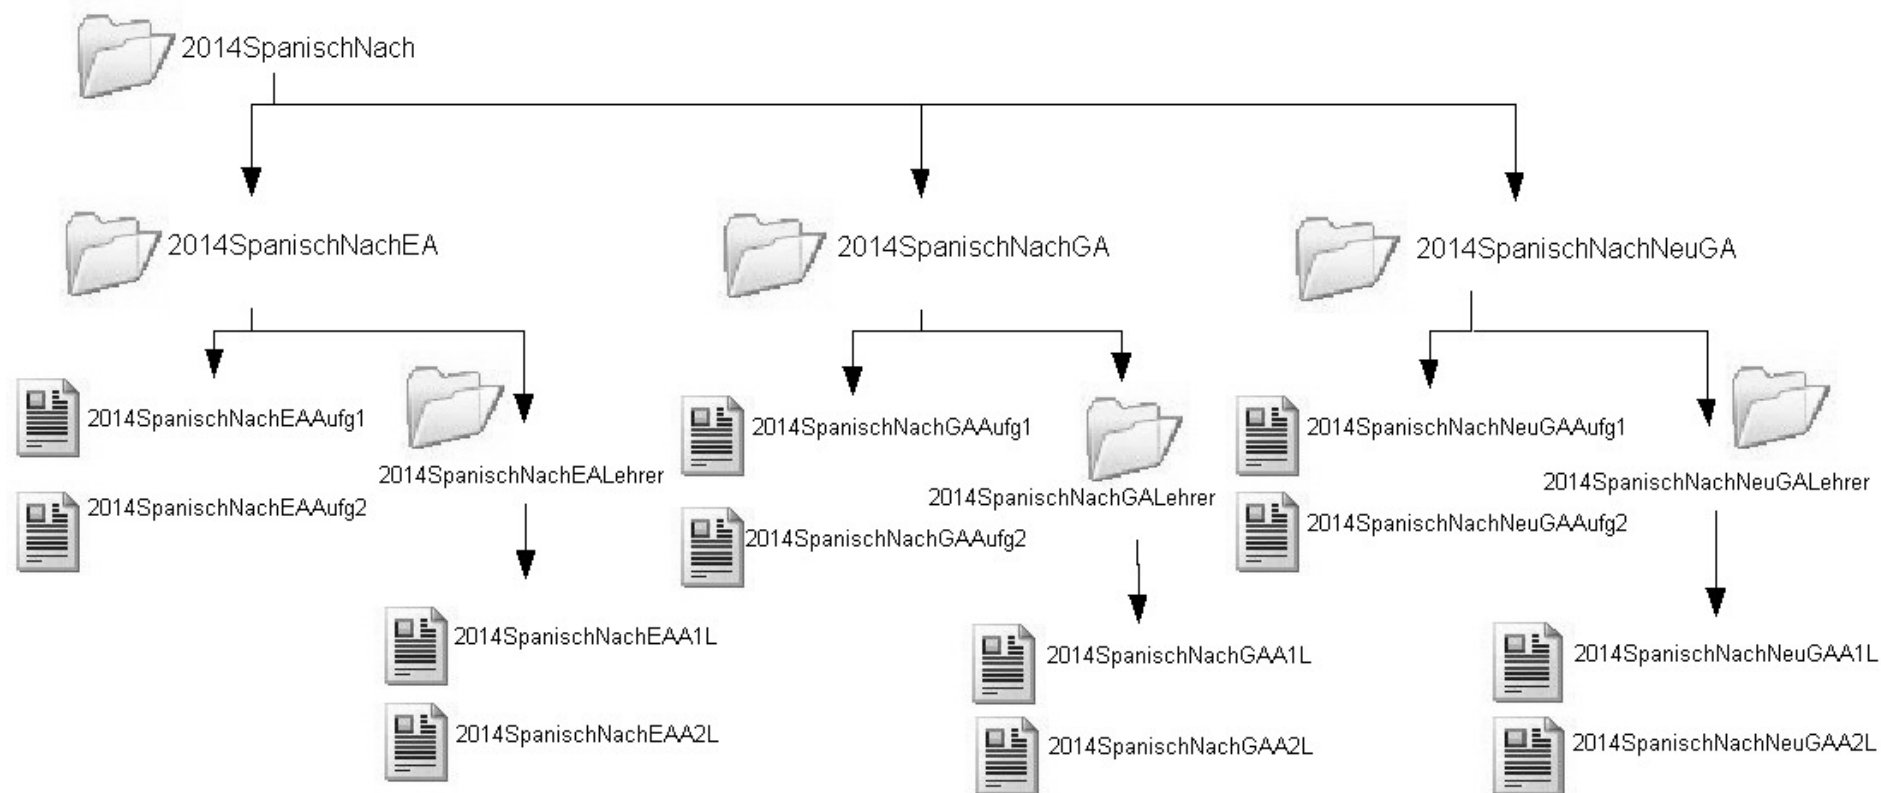 2014SpanischNach
2014SpanischNachEA
2014SpanischNachGA
2014SpanischNachNeuGA
2014SpanischNachEAAufg1
2014SpanischNachEAAufg2
2014SpanischNachEALehrer
2014SpanischNachEAA1L
2014SpanischNachEAA2L
2014SpanischNachGAAufg1
2014SpanischNachGAAufg2
2014SpanischNachGALehrer
2014SpanischNachGAA1L
2014SpanischNachGAA2L
2014SpanischNachNeuGAAufg1
2014SpanischNachNeuGAAufg2
2014SpanischNachNeuGALehrer
2014SpanischNachNeuGAA1L
2014SpanischNachNeuGAA2L